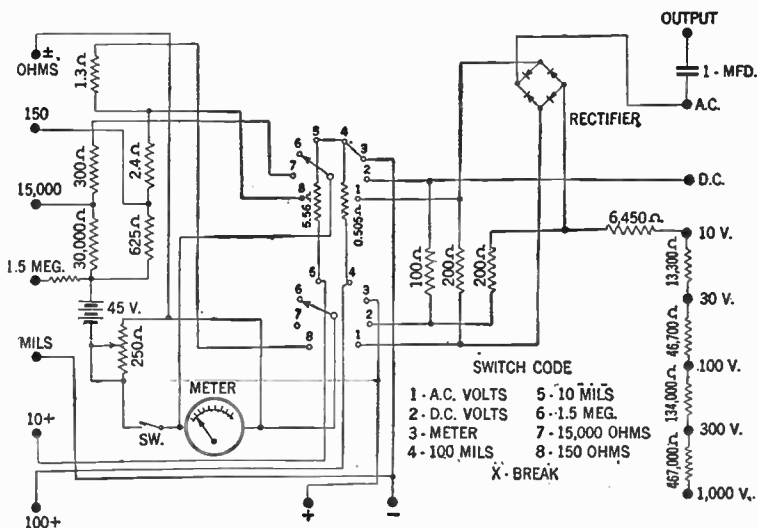 OUTPUT
±
OHMS
1.3Ω
1-MFD.
A.C.
RECTIFIER
150
300Ω
2.4Ω
15,000
30,000Ω
625Ω
1.5 MEG.
45 V.
250Ω
MILS
10+
SW.
METER
100+
5
4
6
3
7
2
8
1
5.56Ω
0.505Ω
5
4
6
3
7
2
8
1
100Ω
200Ω
200Ω
D.C.
6,450Ω
10 V.
13,300Ω
30 V.
46,700Ω
100 V.
134,000Ω
300 V.
467,000Ω
1,000 V.
SWITCH CODE
1 - A.C. VOLTS
2 - D.C. VOLTS
3 - METER
4 - 100 MILS
5 - 10 MILS
6 - 1.5 MEG.
7 - 15,000 OHMS
8 - 150 OHMS
X - BREAK
+
-